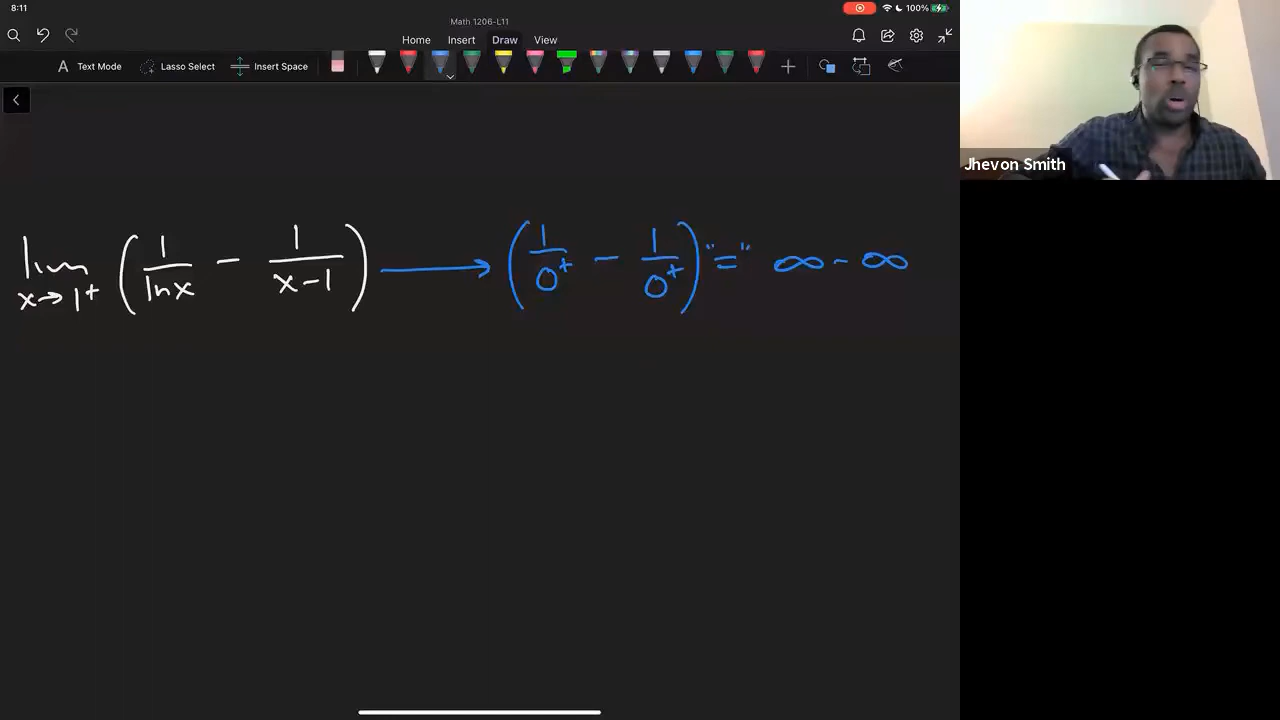 8:11
Math 1206-L11
100%
Home Insert Draw View
A Text Mode Lasso Select Insert Space
lim x→1⁺ (1/ln x − 1/(x−1)) ⟶ (1/0⁺ − 1/0⁺) "=" ∞ - ∞
Jhevon Smith